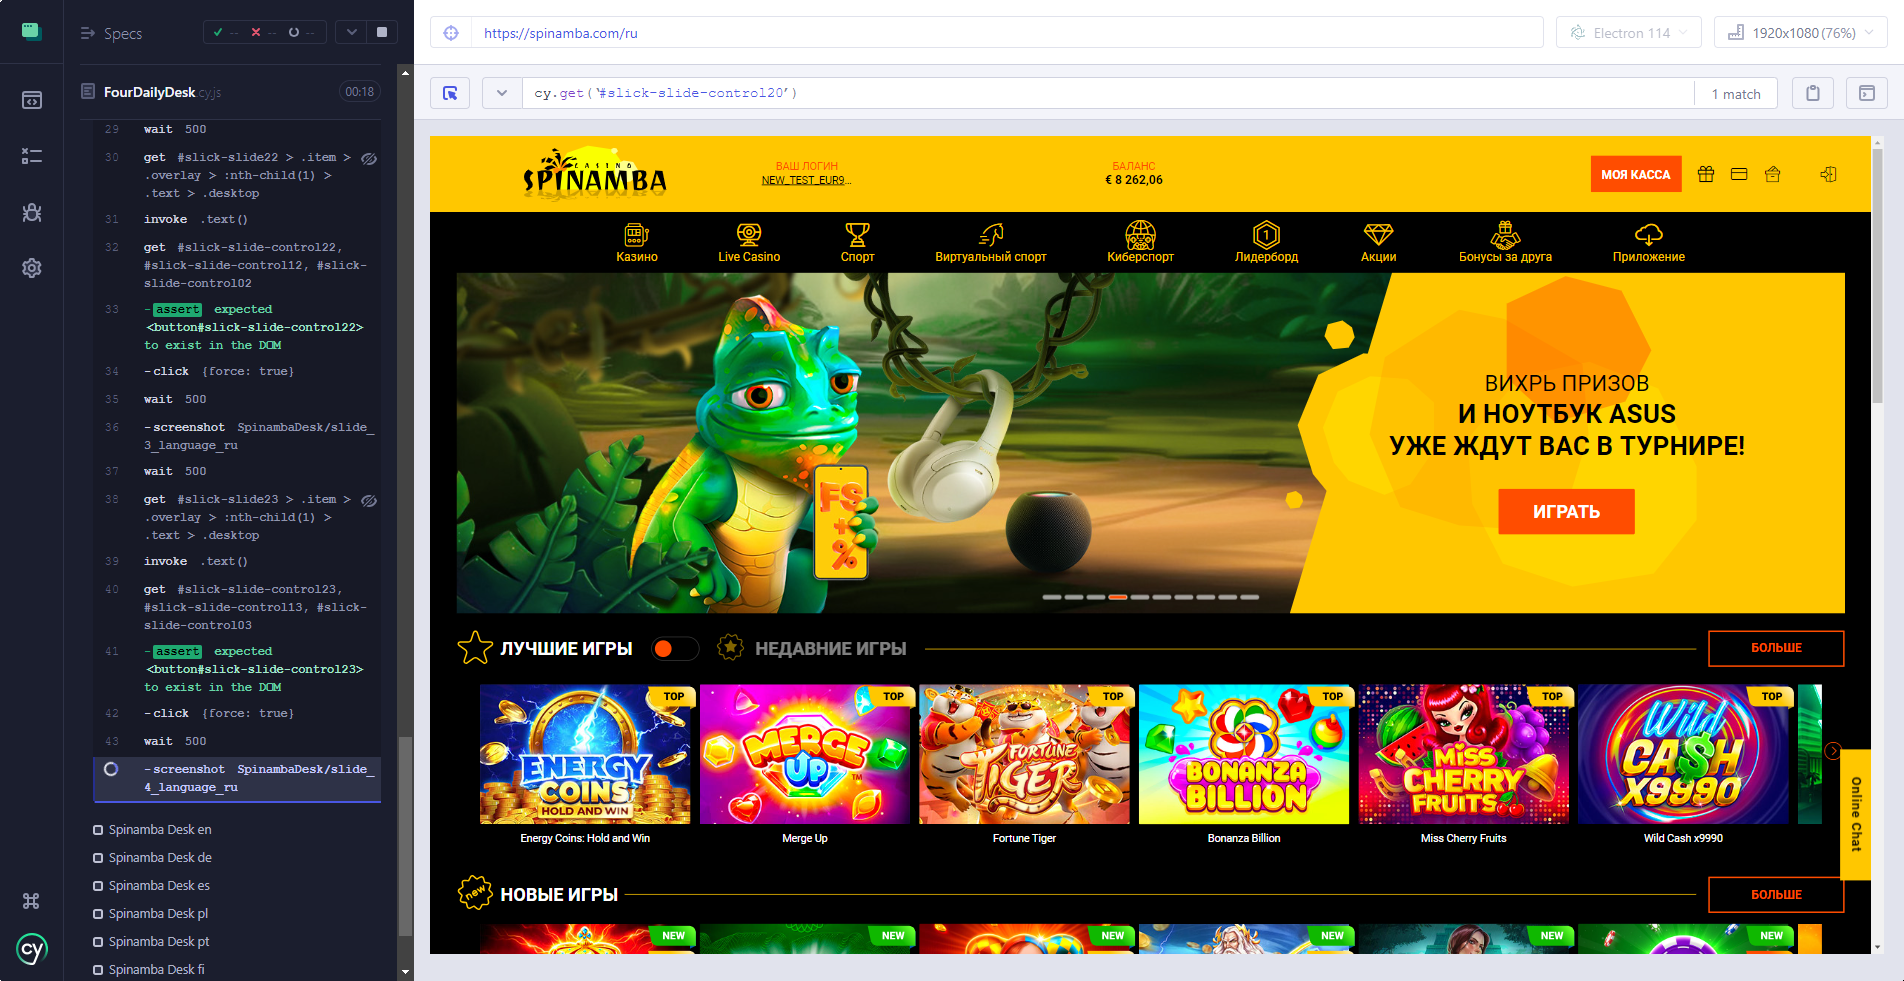 Specs
--
--
--
FourDailyDesk.cy.js
00:18
29 wait 500
30 get #slick-slide22 > .item >
.overlay > :nth-child(1) >
.text > .desktop
31 invoke .text()
32 get #slick-slide-control22,
#slick-slide-control12, #slick-
slide-control02
33 -assert expected
<button#slick-slide-control22>
to exist in the DOM
34 -click {force: true}
35 wait 500
36 -screenshot SpinambaDesk/slide_
3_language_ru
37 wait 500
38 get #slick-slide23 > .item >
.overlay > :nth-child(1) >
.text > .desktop
39 invoke .text()
40 get #slick-slide-control23,
#slick-slide-control13, #slick-
slide-control03
41 -assert expected
<button#slick-slide-control23>
to exist in the DOM
42 -click {force: true}
43 wait 500
-screenshot SpinambaDesk/slide_
4_language_ru
Spinamba Desk en
Spinamba Desk de
Spinamba Desk es
Spinamba Desk pl
Spinamba Desk pt
Spinamba Desk fi
cy
https://spinamba.com/ru
Electron 114
1920x1080 (76%)
cy.get('#slick-slide-control20')
1 match
CASINO
SPINAMBA
ВАШ ЛОГИН
NEW_TEST_EUR9...
БАЛАНС
€ 8 262,06
МОЯ КАССА
Казино
Live Casino
Спорт
Виртуальный спорт
Киберспорт
1
Лидерборд
Акции
Бонусы за друга
Приложение
FS
+
%
ВИХРЬ ПРИЗОВ
И НОУТБУК ASUS
УЖЕ ЖДУТ ВАС В ТУРНИРЕ!
ИГРАТЬ
ЛУЧШИЕ ИГРЫ
НЕДАВНИЕ ИГРЫ
БОЛЬШЕ
TOP
ENERGY
COINS
HOLD AND WIN
Energy Coins: Hold and Win
TOP
MERGE
UP
TM
Merge Up
TOP
FORTUNE
TIGER
Fortune Tiger
TOP
BONANZA
BILLION
Bonanza Billion
TOP
MISS
CHERRY
FRUITS
Miss Cherry Fruits
TOP
Wild
CA$H
X9990
Wild Cash x9990
Online Chat
new
НОВЫЕ ИГРЫ
БОЛЬШЕ
NEW
NEW
NEW
NEW
NEW
NEW